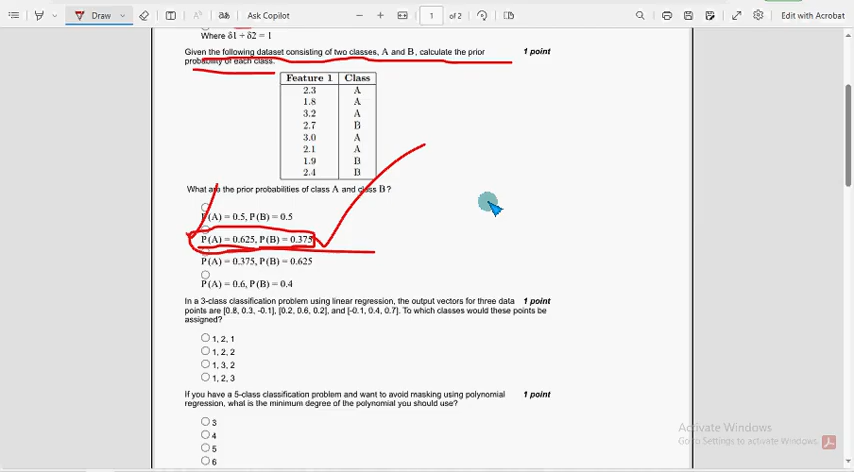 Draw
Ask Copilot
1
of 2
Edit with Acrobat
Where δ1 + δ2 = 1
Given the following dataset consisting of two classes, A and B, calculate the prior 1 point
probability of each class.
Feature 1 Class
2.3 A
1.8 A
3.2 A
2.7 B
3.0 A
2.1 A
1.9 B
2.4 B
What are the prior probabilities of class A and class B?
P(A) = 0.5, P(B) = 0.5
P(A) = 0.625, P(B) = 0.375
P(A) = 0.375, P(B) = 0.625
P(A) = 0.6, P(B) = 0.4
In a 3-class classification problem using linear regression, the output vectors for three data 1 point
points are [0.8, 0.3, -0.1], [0.2, 0.6, 0.2], and [-0.1, 0.4, 0.7]. To which classes would these points be
assigned?
1, 2, 1
1, 2, 2
1, 3, 2
1, 2, 3
If you have a 5-class classification problem and want to avoid masking using polynomial 1 point
regression, what is the minimum degree of the polynomial you should use?
3
4
5
6
Activate Windows
Go to Settings to activate Windows.